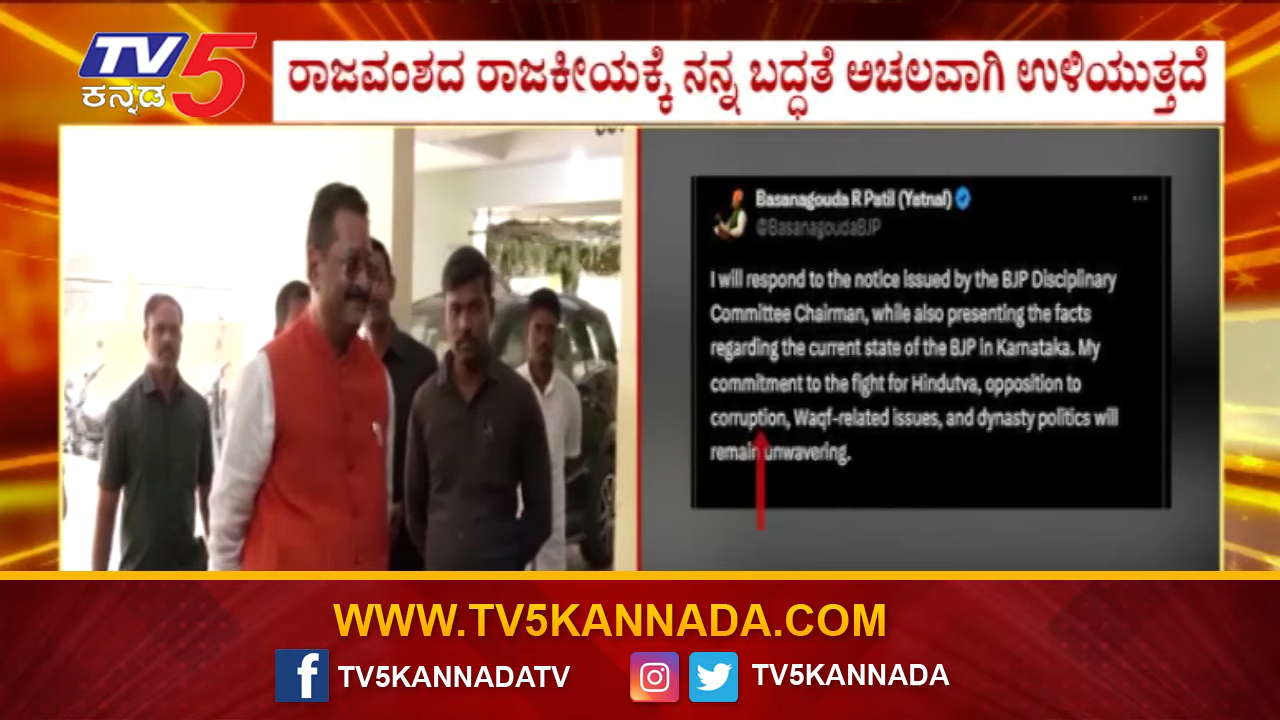 TV5
ಕನ್ನಡ
ರಾಜವಂಶದ ರಾಜಕೀಯಕ್ಕೆ ನನ್ನ ಬದ್ಧತೆ ಅಚಲವಾಗಿ ಉಳಿಯುತ್ತದೆ
Basanagouda R Patil (Yatnal)
@BasanagoudaBJP
I will respond to the notice issued by the BJP Disciplinary
Committee Chairman, while also presenting the facts
regarding the current state of the BJP in Karnataka. My
commitment to the fight for Hindutva, opposition to
corruption, Waqf-related issues, and dynasty politics will
remain unwavering.
WWW.TV5KANNADA.COM
TV5KANNADATV
TV5KANNADA